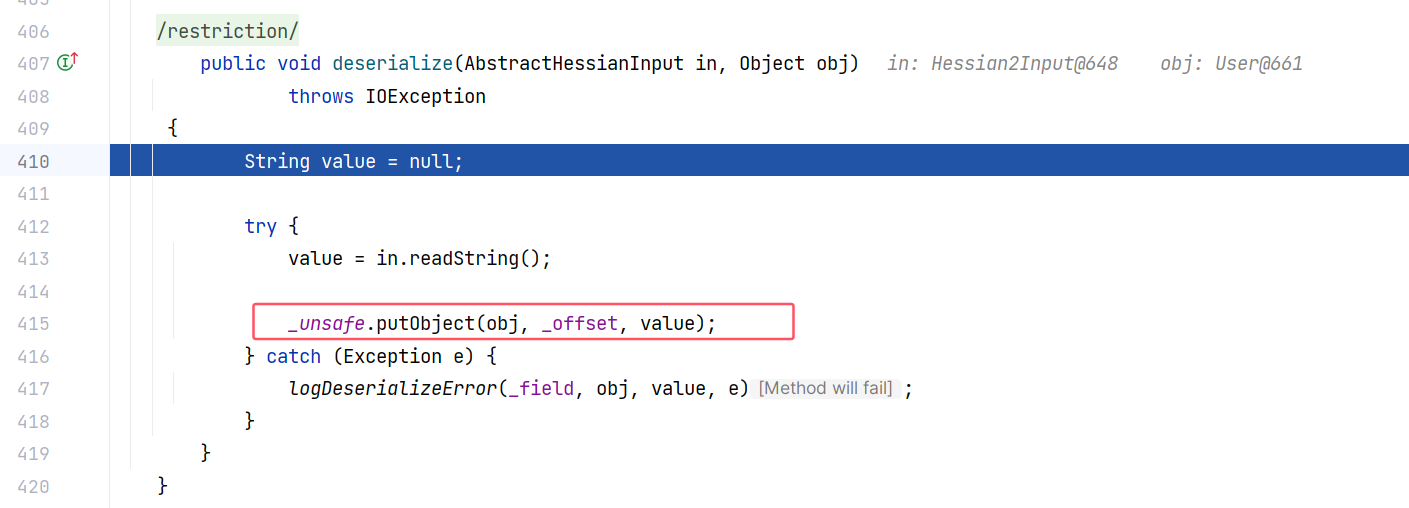 406 /restriction/
407 public void deserialize(AbstractHessianInput in, Object obj) in: Hessian2Input@648 obj: User@661
408 throws IOException
409 {
410 String value = null;
411
412 try {
413 value = in.readString();
414
415 _unsafe.putObject(obj, _offset, value);
416 } catch (Exception e) {
417 logDeserializeError(_field, obj, value, e) [Method will fail] ;
418 }
419 }
420 }